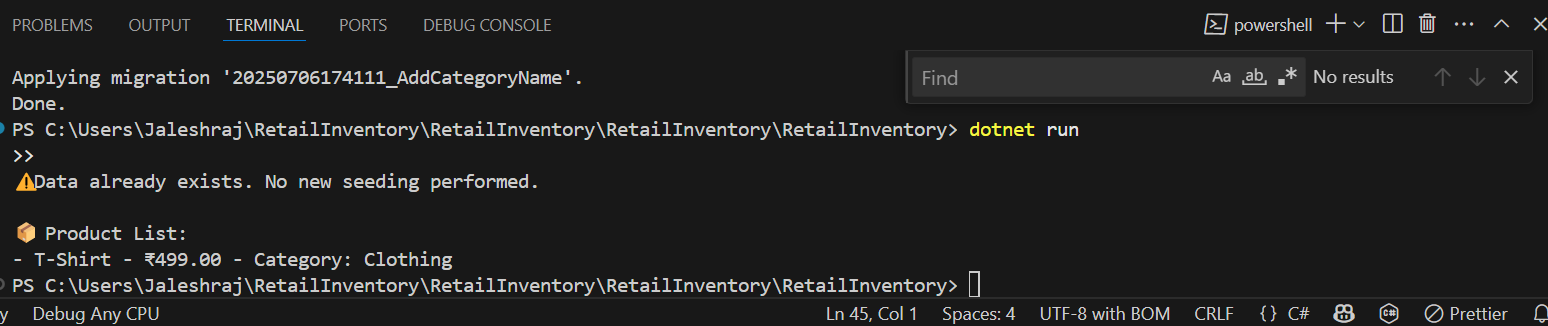 PROBLEMS OUTPUT TERMINAL PORTS DEBUG CONSOLE powershell
Find Aa ab No results
Applying migration '20250706174111_AddCategoryName'.
Done.
PS C:\Users\Jaleshraj\RetailInventory\RetailInventory\RetailInventory\RetailInventory> dotnet run
>>
⚠️Data already exists. No new seeding performed.
📦 Product List:
- T-Shirt - ₹499.00 - Category: Clothing
PS C:\Users\Jaleshraj\RetailInventory\RetailInventory\RetailInventory\RetailInventory>
y Debug Any CPU Ln 45, Col 1 Spaces: 4 UTF-8 with BOM CRLF {} C# C# Prettier